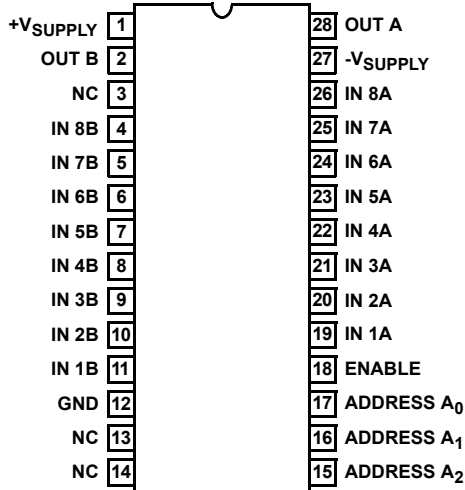 +VSUPPLY 1 28 OUT A
OUT B 2 27 -VSUPPLY
NC 3 26 IN 8A
IN 8B 4 25 IN 7A
IN 7B 5 24 IN 6A
IN 6B 6 23 IN 5A
IN 5B 7 22 IN 4A
IN 4B 8 21 IN 3A
IN 3B 9 20 IN 2A
IN 2B 10 19 IN 1A
IN 1B 11 18 ENABLE
GND 12 17 ADDRESS A0
NC 13 16 ADDRESS A1
NC 14 15 ADDRESS A2